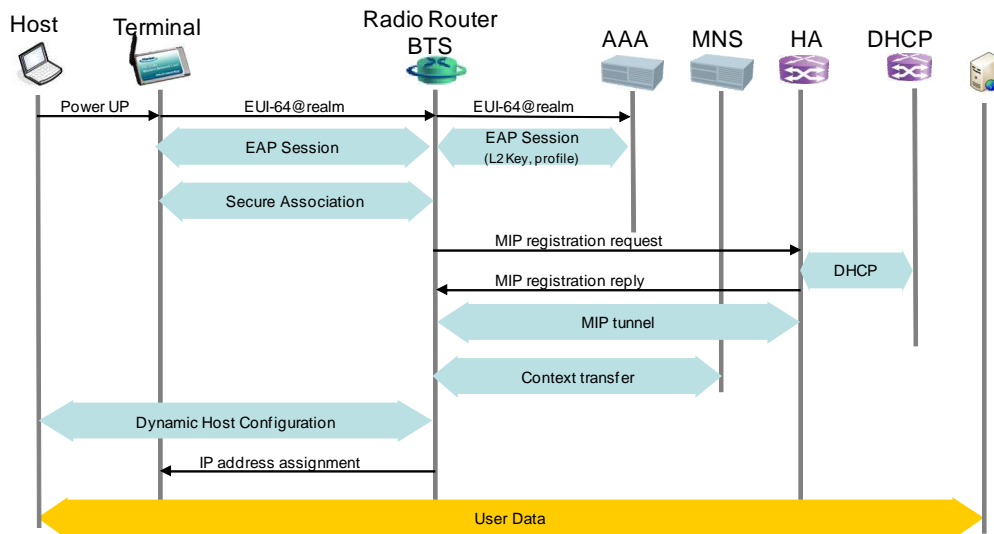 Host
Terminal
Radio Router
BTS
AAA
MNS
HA
DHCP
Power UP
EUI-64@realm
EUI-64@realm
EAP Session
EAP Session
(L2 Key, profile)
Secure Association
MIP registration request
DHCP
MIP registration reply
MIP tunnel
Context transfer
Dynamic Host Configuration
IP address assignment
User Data